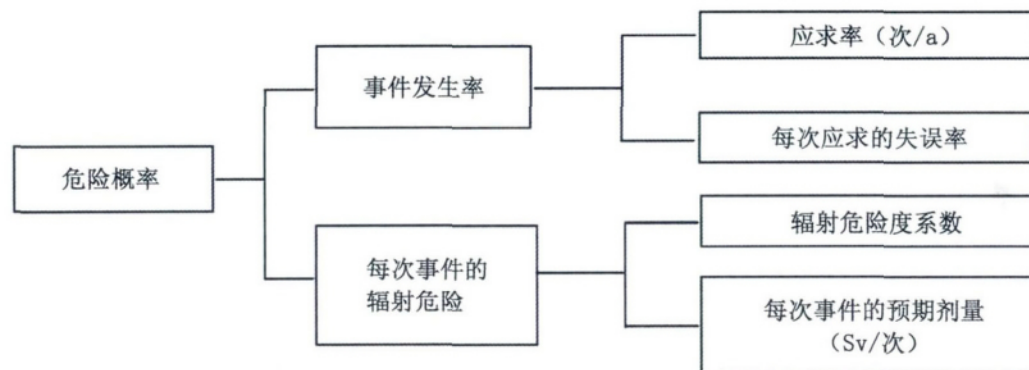 应求率（次/a）
事件发生率
每次应求的失误率
危险概率
辐射危险度系数
每次事件的
辐射危险
每次事件的预期剂量
（Sv/次）